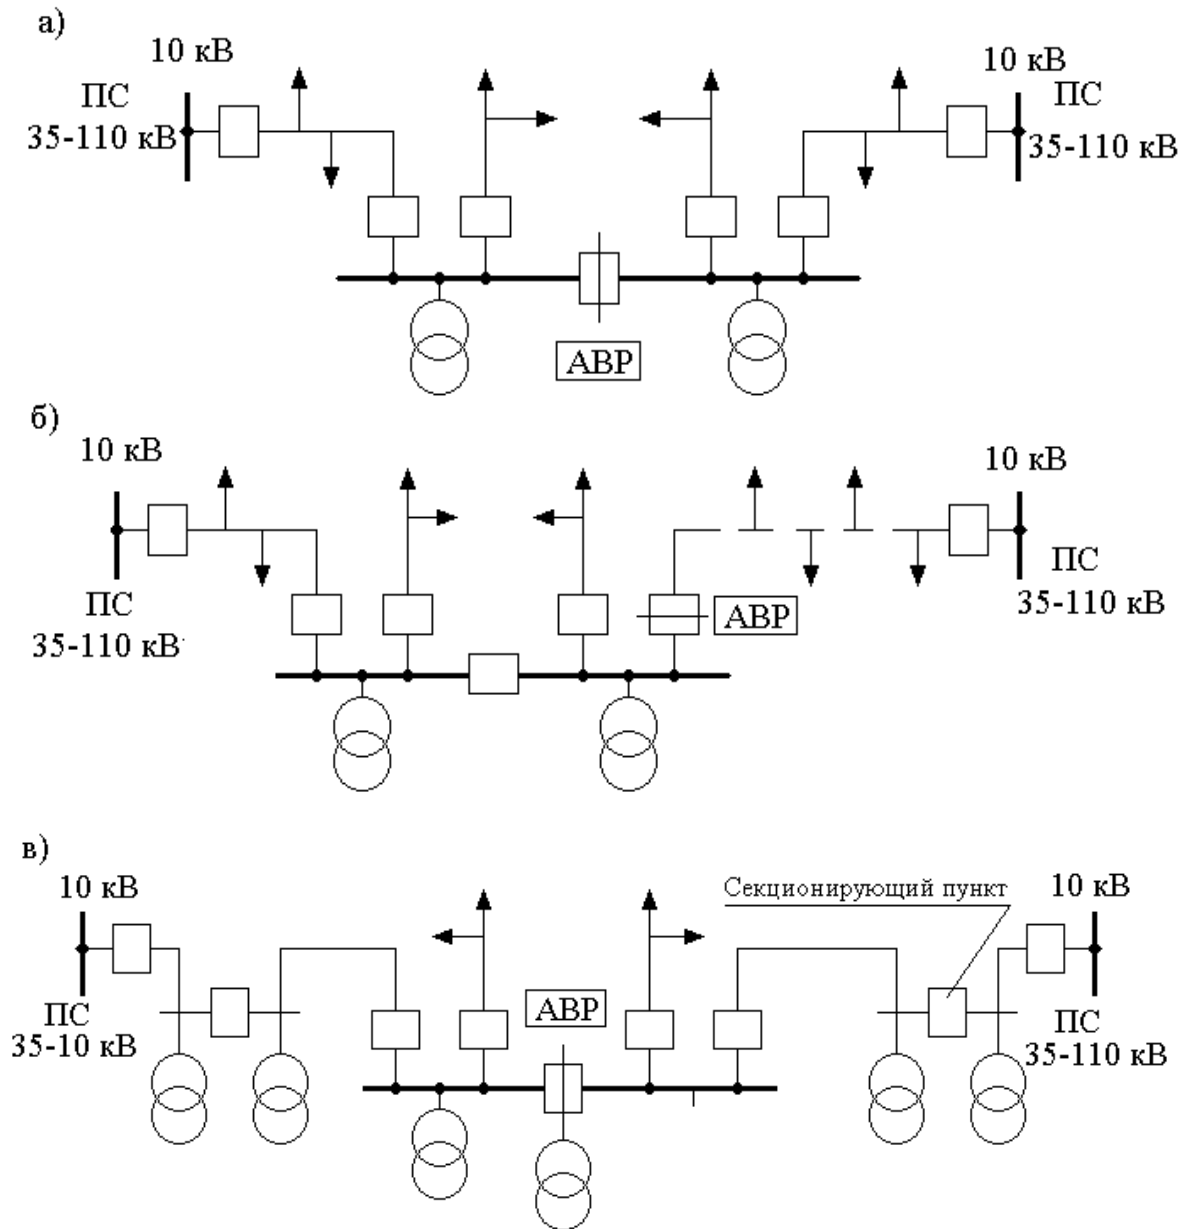 а)
10 кВ
ПС
35-110 кВ
10 кВ
ПС
35-110 кВ
АВР
б)
10 кВ
ПС
35-110 кВ
10 кВ
ПС
35-110 кВ
АВР
в)
10 кВ
ПС
35-10 кВ
АВР
Секционирующий пункт
10 кВ
ПС
35-110 кВ